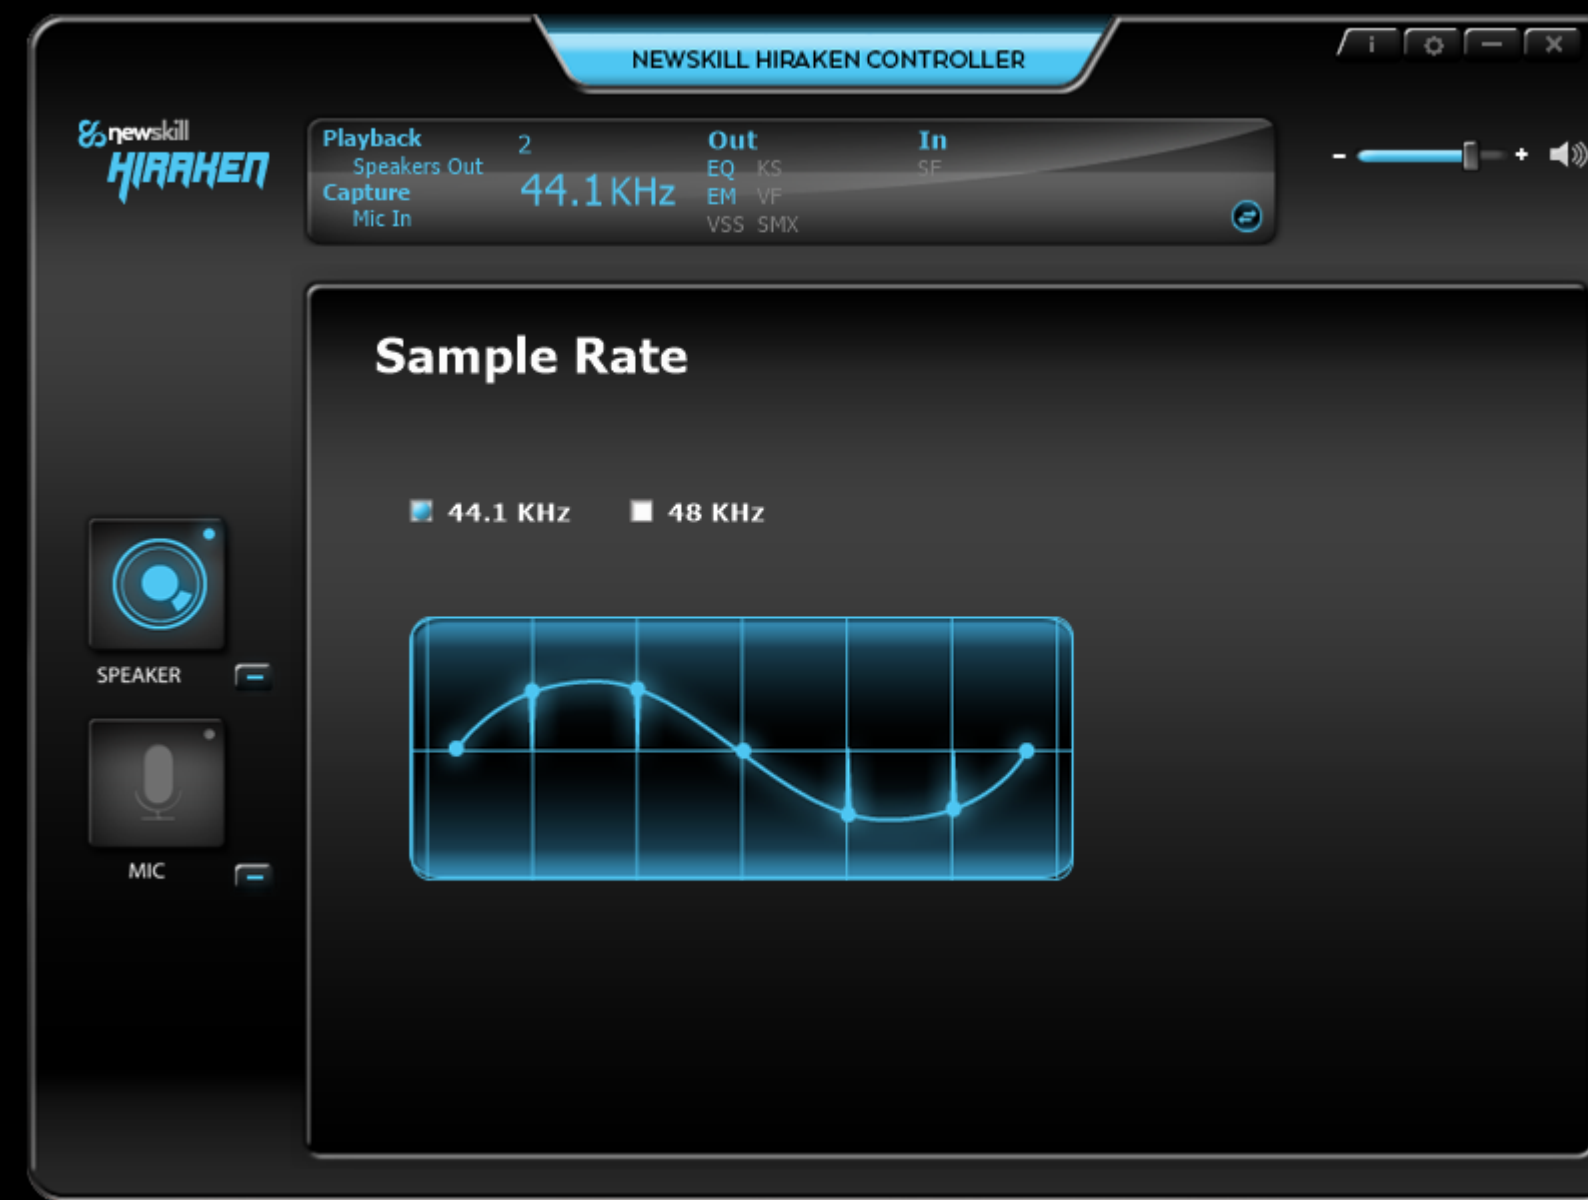 NEWSKILL HIRAKEN CONTROLLER
i
newskill
HIRAKEN
Playback 2 Out In
Speakers Out EQ KS SF
Capture 44.1 KHz EM VF
Mic In VSS SMX
- +
Sample Rate
44.1 KHz 48 KHz
SPEAKER
MIC